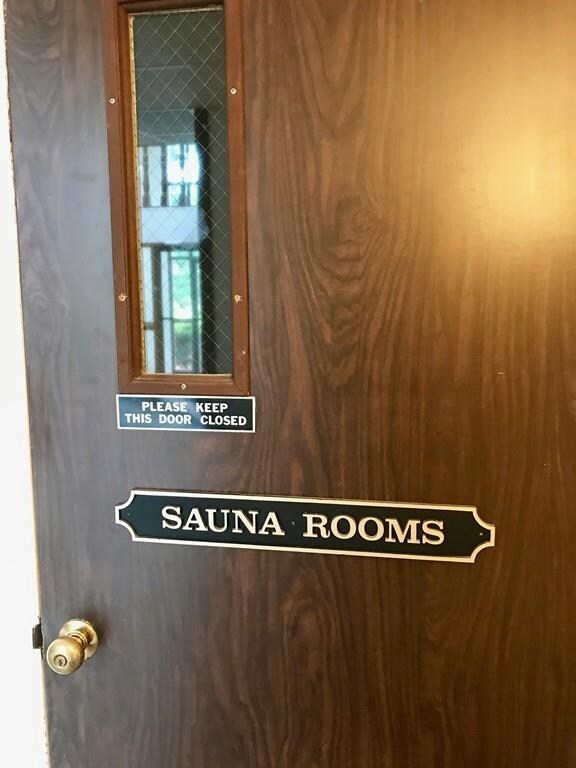 PLEASE KEEP
THIS DOOR CLOSED
SAUNA ROOMS